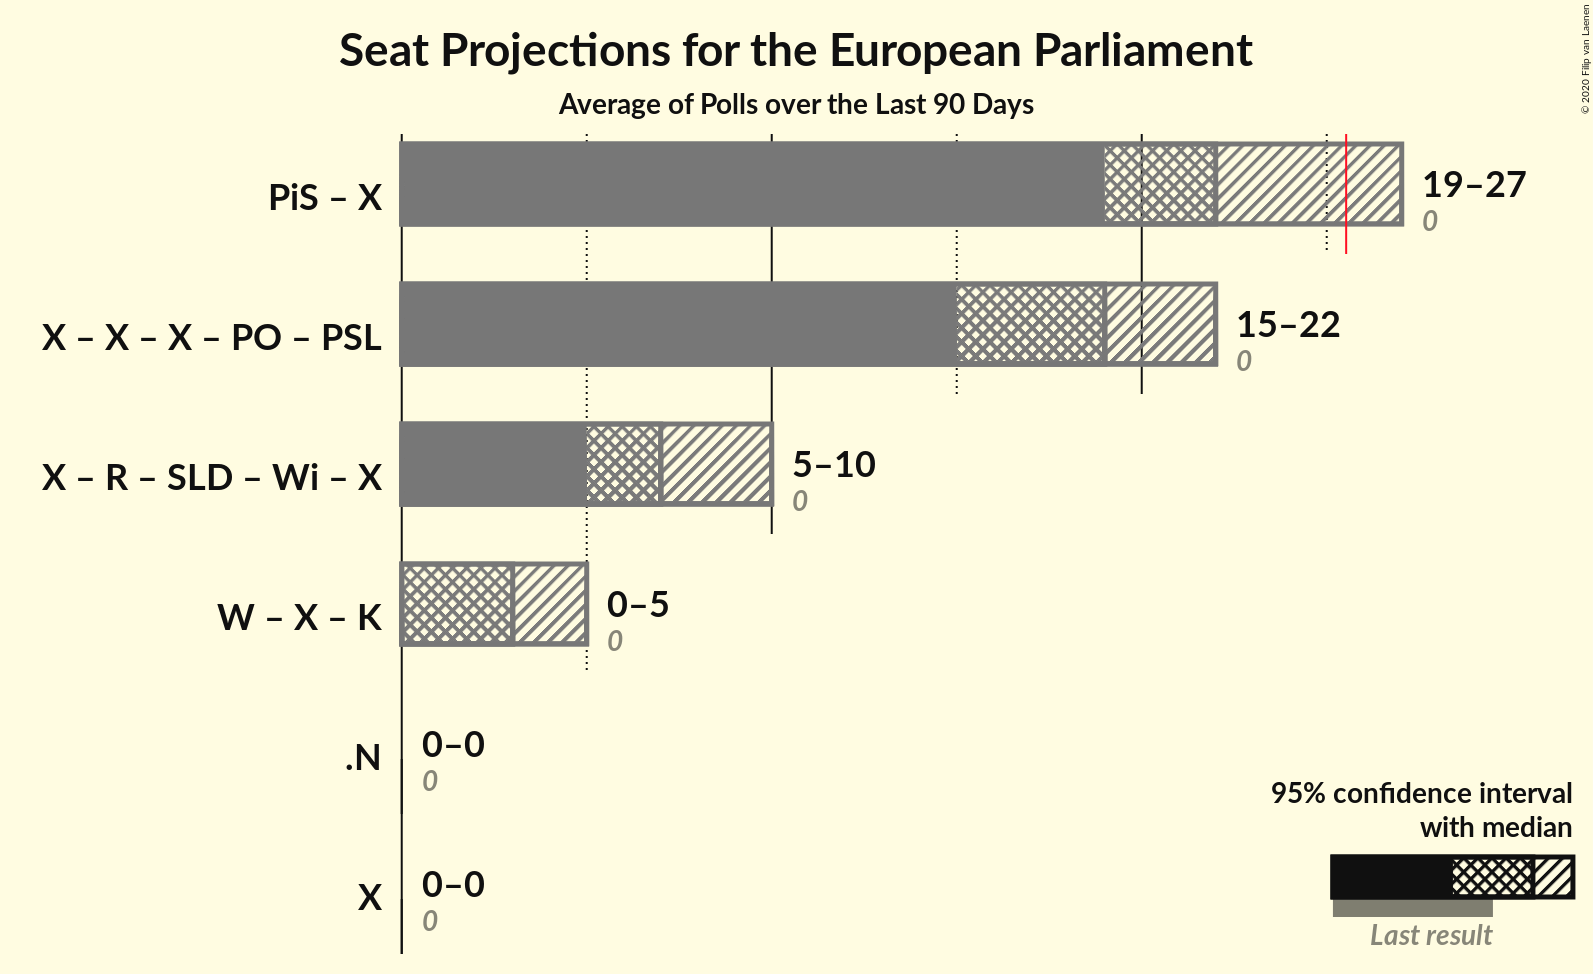 Seat Projections for the European Parliament
Average of Polls over the Last 90 Days
© 2020 Filip van Laenen
PiS – X
19–27
0
X – X – X – PO – PSL
15–22
0
X – R – SLD – Wi – X
5–10
0
W – X – K
0–5
0
.N
0–0
0
X
0–0
0
95% confidence interval
with median
Last result